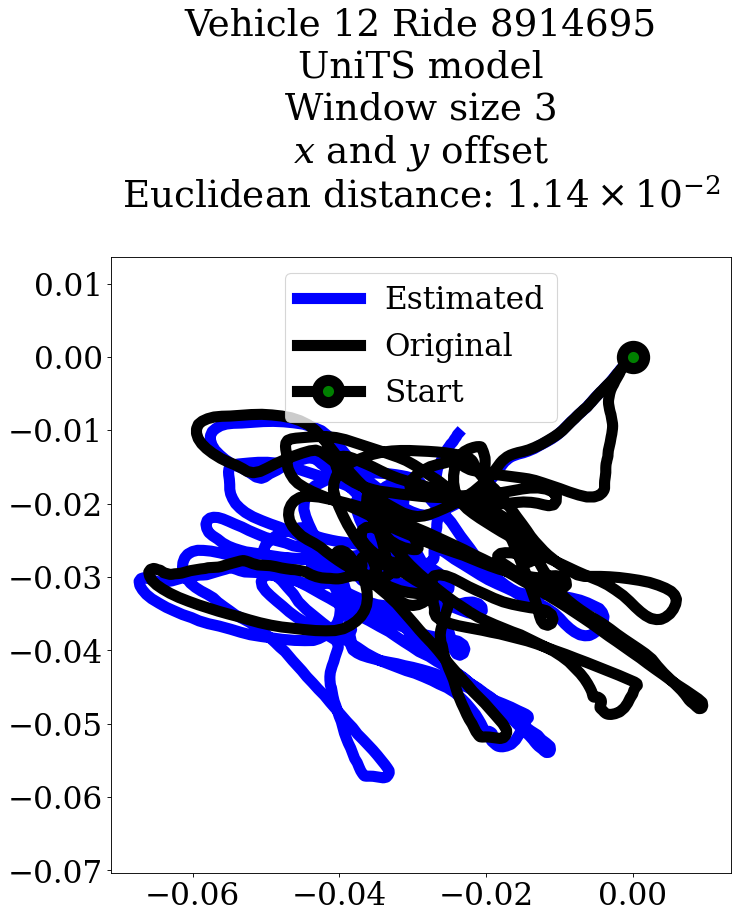 Vehicle 12 Ride 8914695
UniTS model
Window size 3
x and y offset
Euclidean distance: 1.14 × 10⁻²
Estimated
Original
Start
0.01
0.00
−0.01
−0.02
−0.03
−0.04
−0.05
−0.06
−0.07
−0.06 −0.04 −0.02 0.00